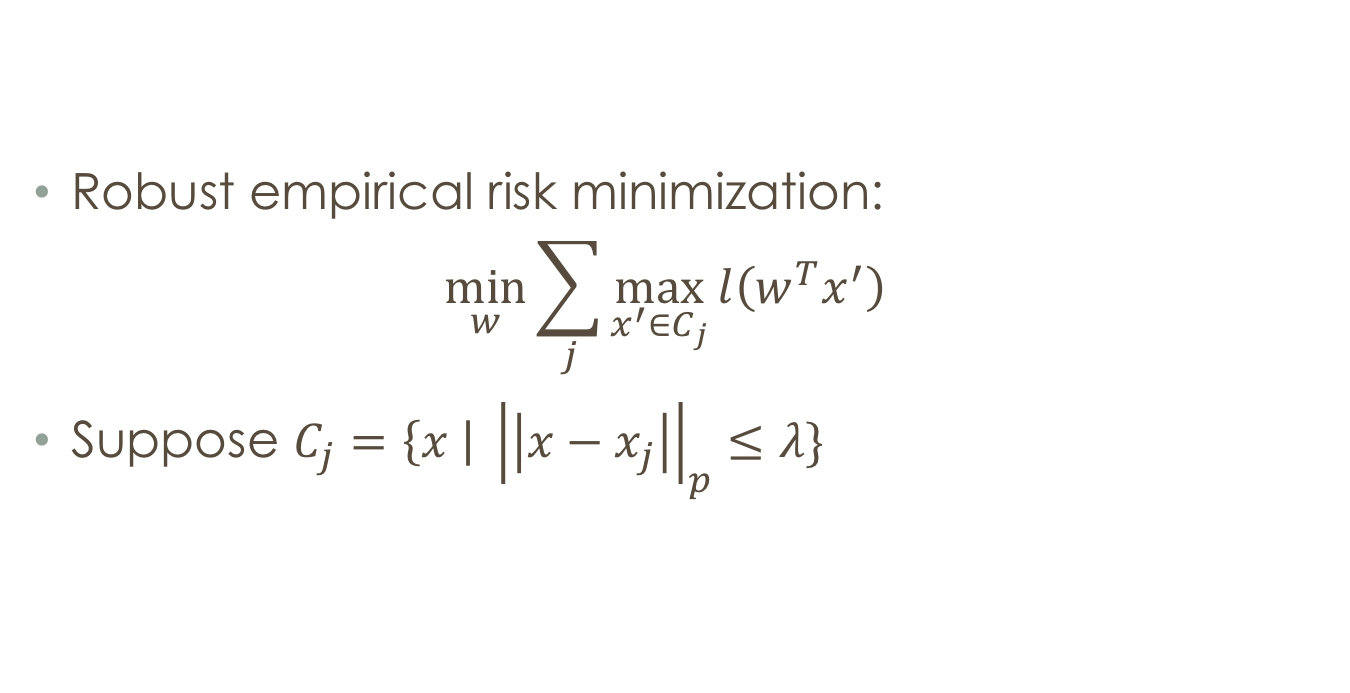 • Robust empirical risk minimization:
min_w ∑_j max_{x′∈C_j} l(w^T x′)
• Suppose C_j = {x | ||x − x_j||_p ≤ λ}